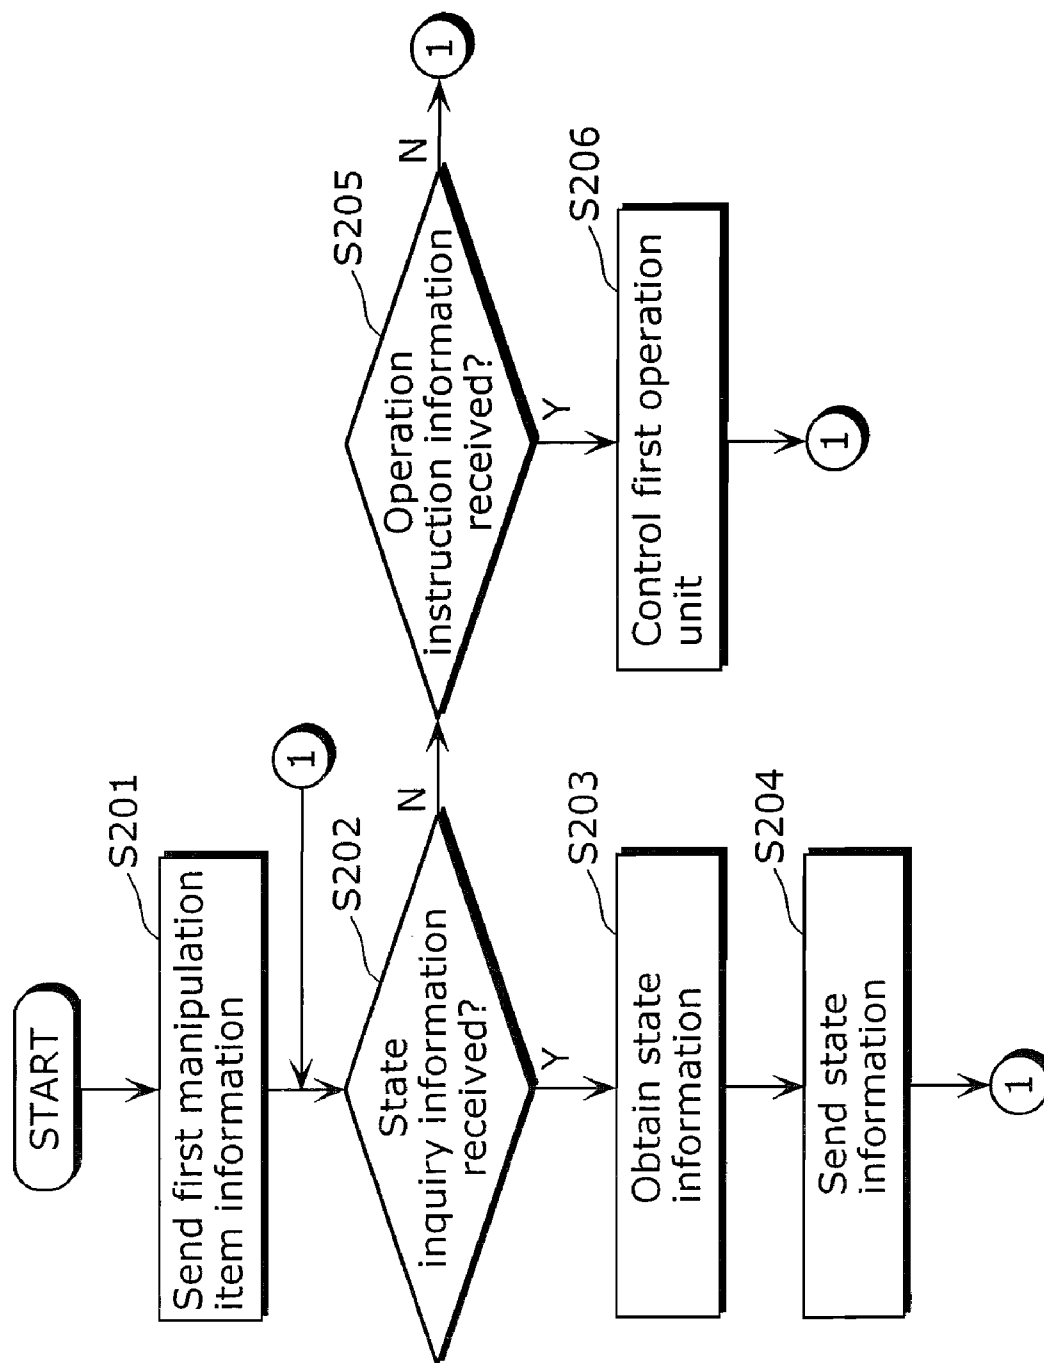 START
S201
Send first manipulation
item information
1
S202
State
inquiry information
received?
N
Y
S203
Obtain state
information
S204
Send state
information
1
S205
Operation
instruction information
received?
N
1
Y
S206
Control first operation
unit
1